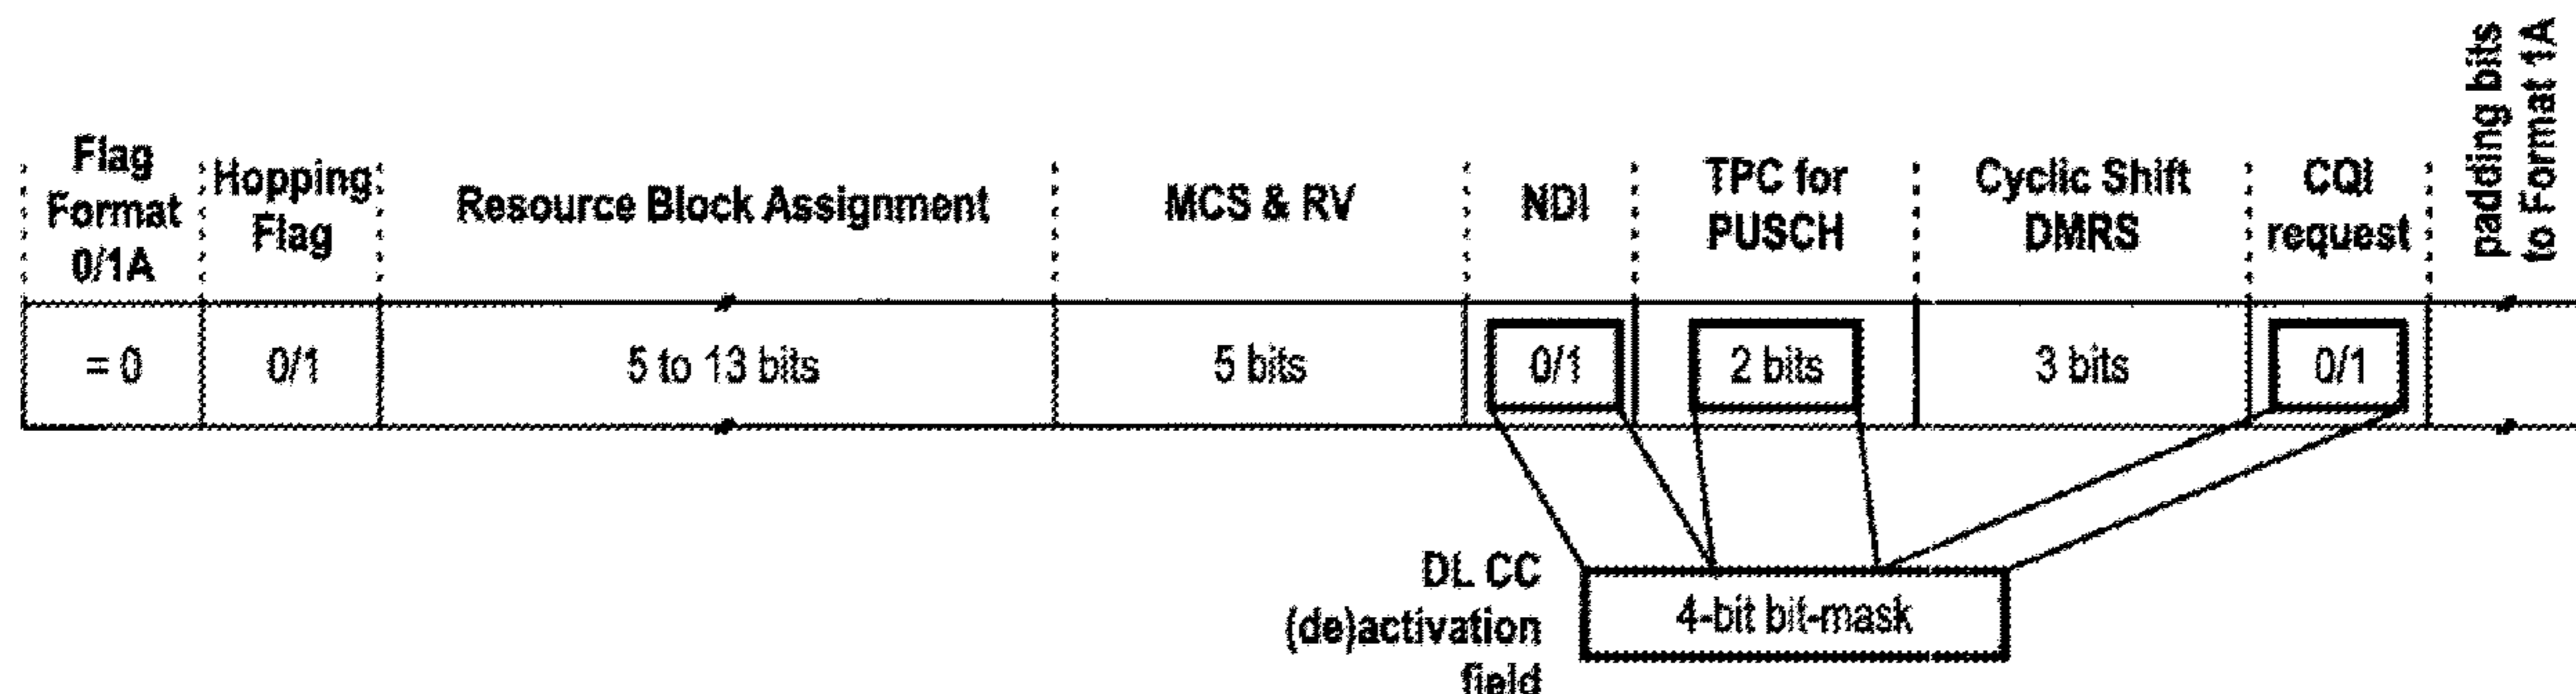 Flag
Format
0/1A
Hopping
Flag
Resource Block Assignment
MCS & RV
NDI
TPC for
PUSCH
Cyclic Shift
DMRS
CQI
request
padding bits
to Format 1A
= 0
0/1
5 to 13 bits
5 bits
0/1
2 bits
3 bits
0/1
DL CC
(de)activation
field
4-bit bit-mask